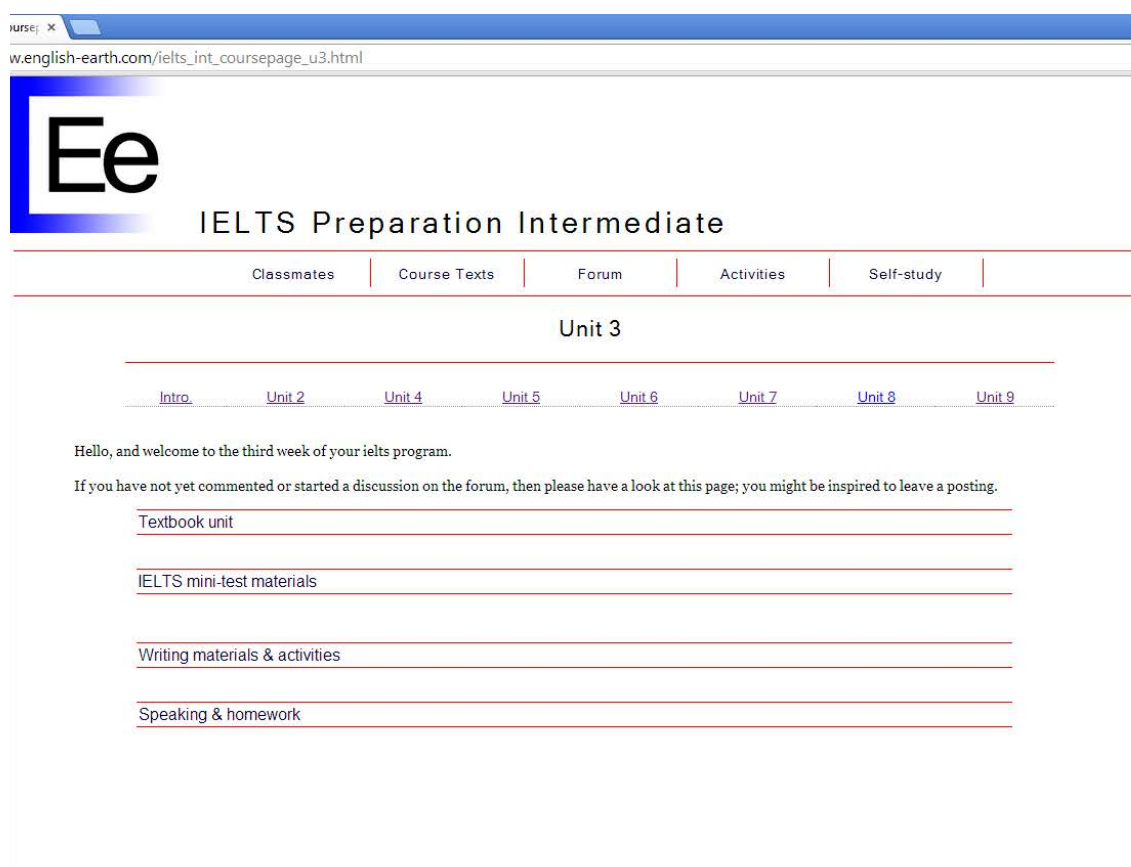 w.english-earth.com/ielts_int_coursepage_u3.html
Ee
IELTS Preparation Intermediate
Classmates Course Texts Forum Activities Self-study
Unit 3
Intro. Unit 2 Unit 4 Unit 5 Unit 6 Unit 7 Unit 8 Unit 9
Hello, and welcome to the third week of your ielts program.
If you have not yet commented or started a discussion on the forum, then please have a look at this page; you might be inspired to leave a posting.
Textbook unit
IELTS mini-test materials
Writing materials & activities
Speaking & homework